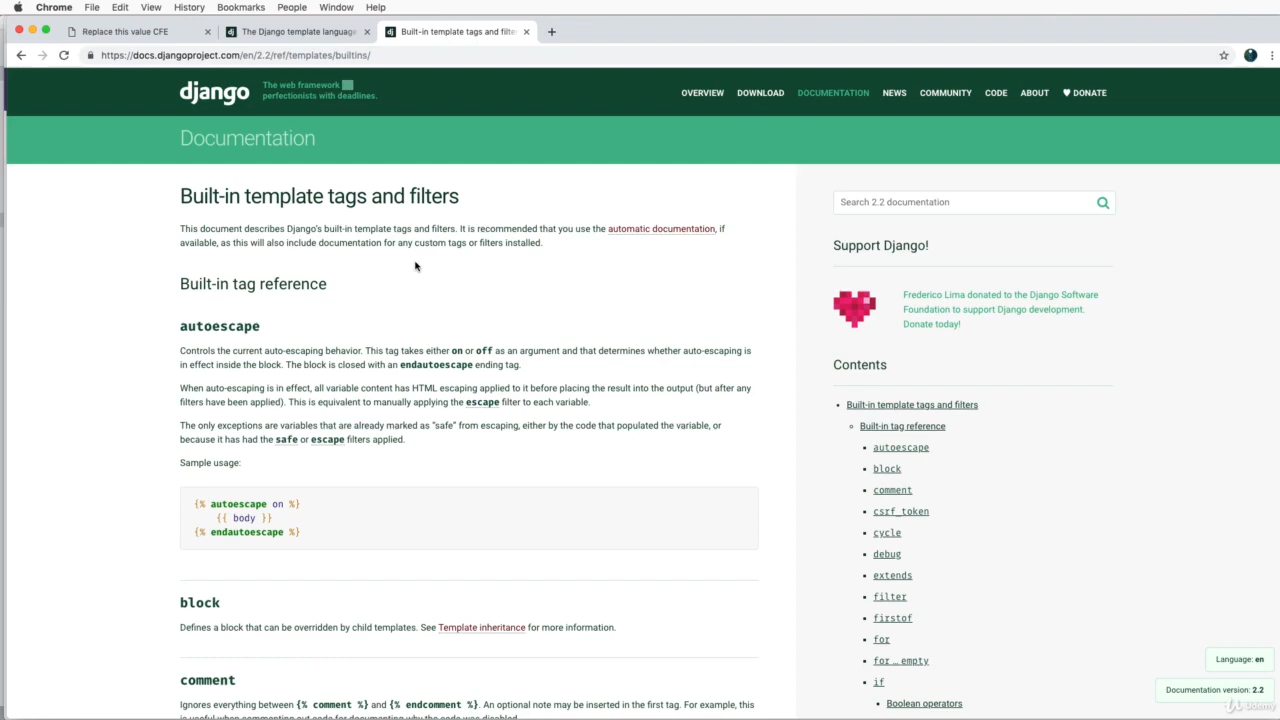 Chrome File Edit View History Bookmarks People Window Help
Replace this value CFE
The Django template language
Built-in template tags and filte
https://docs.djangoproject.com/en/2.2/ref/templates/builtins/
django
The web framework
perfectionists with deadlines.
OVERVIEW DOWNLOAD DOCUMENTATION NEWS COMMUNITY CODE ABOUT ♥ DONATE
Documentation
Built-in template tags and filters
This document describes Django's built-in template tags and filters. It is recommended that you use the automatic documentation, if
available, as this will also include documentation for any custom tags or filters installed.
Built-in tag reference
autoescape
Controls the current auto-escaping behavior. This tag takes either on or off as an argument and that determines whether auto-escaping is
in effect inside the block. The block is closed with an endautoescape ending tag.
When auto-escaping is in effect, all variable content has HTML escaping applied to it before placing the result into the output (but after any
filters have been applied). This is equivalent to manually applying the escape filter to each variable.
The only exceptions are variables that are already marked as "safe" from escaping, either by the code that populated the variable, or
because it has had the safe or escape filters applied.
Sample usage:
{% autoescape on %}
{{ body }}
{% endautoescape %}
block
Defines a block that can be overridden by child templates. See Template inheritance for more information.
comment
Ignores everything between {% comment %} and {% endcomment %}. An optional note may be inserted in the first tag. For example, this
is useful when commenting out code for documenting why the code was disabled.
Search 2.2 documentation
Support Django!
Frederico Lima donated to the Django Software
Foundation to support Django development.
Donate today!
Contents
Built-in template tags and filters
Built-in tag reference
autoescape
block
comment
csrf_token
cycle
debug
extends
filter
firstof
for
for … empty
if
Boolean operators
Language: en
Documentation version: 2.2
Udemy